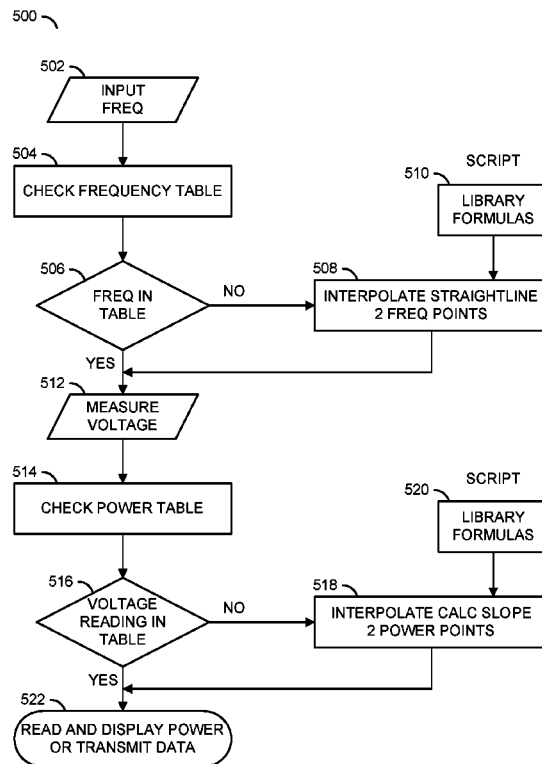 500
502
INPUT
FREQ
504
CHECK FREQUENCY TABLE
SCRIPT
510
LIBRARY
FORMULAS
506
FREQ IN
TABLE
NO
508
INTERPOLATE STRAIGHTLINE
2 FREQ POINTS
YES
512
MEASURE
VOLTAGE
514
CHECK POWER TABLE
SCRIPT
520
LIBRARY
FORMULAS
516
VOLTAGE
READING IN
TABLE
NO
518
INTERPOLATE CALC SLOPE
2 POWER POINTS
YES
522
READ AND DISPLAY POWER
OR TRANSMIT DATA